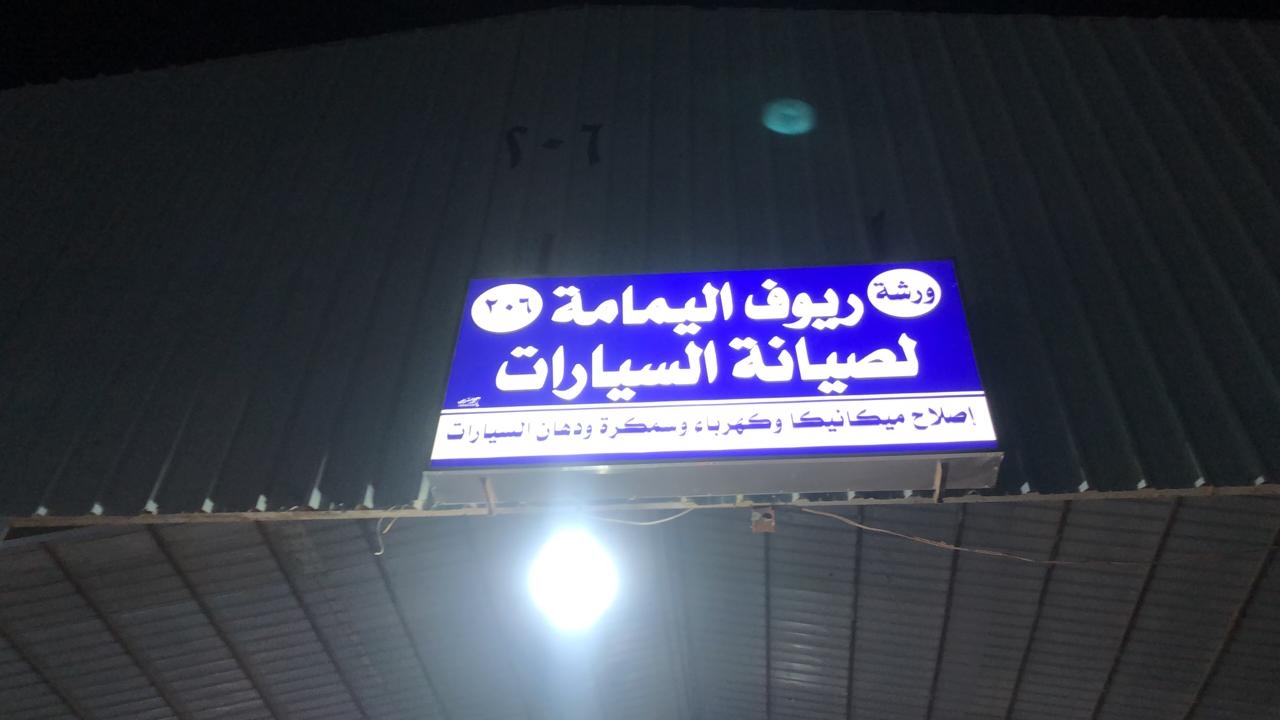 ٢٠٦
ورشة ريوف اليمامة ٢٠٦
لصيانة السيارات
إصلاح ميكانيكا وكهرباء وسمكرة ودهان السيارات